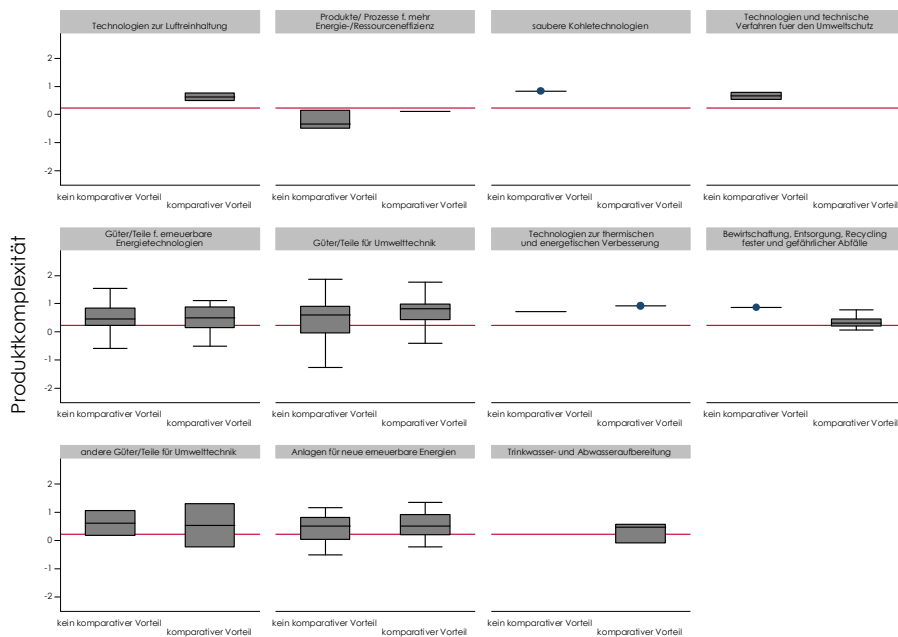 Technologien zur Luftreinhaltung
Produkte/ Prozesse f. mehr
Energie-/Ressourceneffizienz
saubere Kohletechnologien
Technologien und technische
Verfahren fuer den Umweltschutz
2
1
0
-1
-2
kein komparativer Vorteil
komparativer Vorteil
kein komparativer Vorteil
komparativer Vorteil
kein komparativer Vorteil
komparativer Vorteil
kein komparativer Vorteil
komparativer Vorteil
Produktkomplexität
Güter/Teile f. erneuerbare
Energietechnologien
Güter/Teile für Umwelttechnik
Technologien zur thermischen
und energetischen Verbesserung
Bewirtschaftung, Entsorgung, Recycling
fester und gefährlicher Abfälle
2
1
0
-1
-2
kein komparativer Vorteil
komparativer Vorteil
kein komparativer Vorteil
komparativer Vorteil
kein komparativer Vorteil
komparativer Vorteil
kein komparativer Vorteil
komparativer Vorteil
andere Güter/Teile für Umwelttechnik
Anlagen für neue erneuerbare Energien
Trinkwasser- und Abwasseraufbereitung
2
1
0
-1
-2
kein komparativer Vorteil
komparativer Vorteil
kein komparativer Vorteil
komparativer Vorteil
kein komparativer Vorteil
komparativer Vorteil